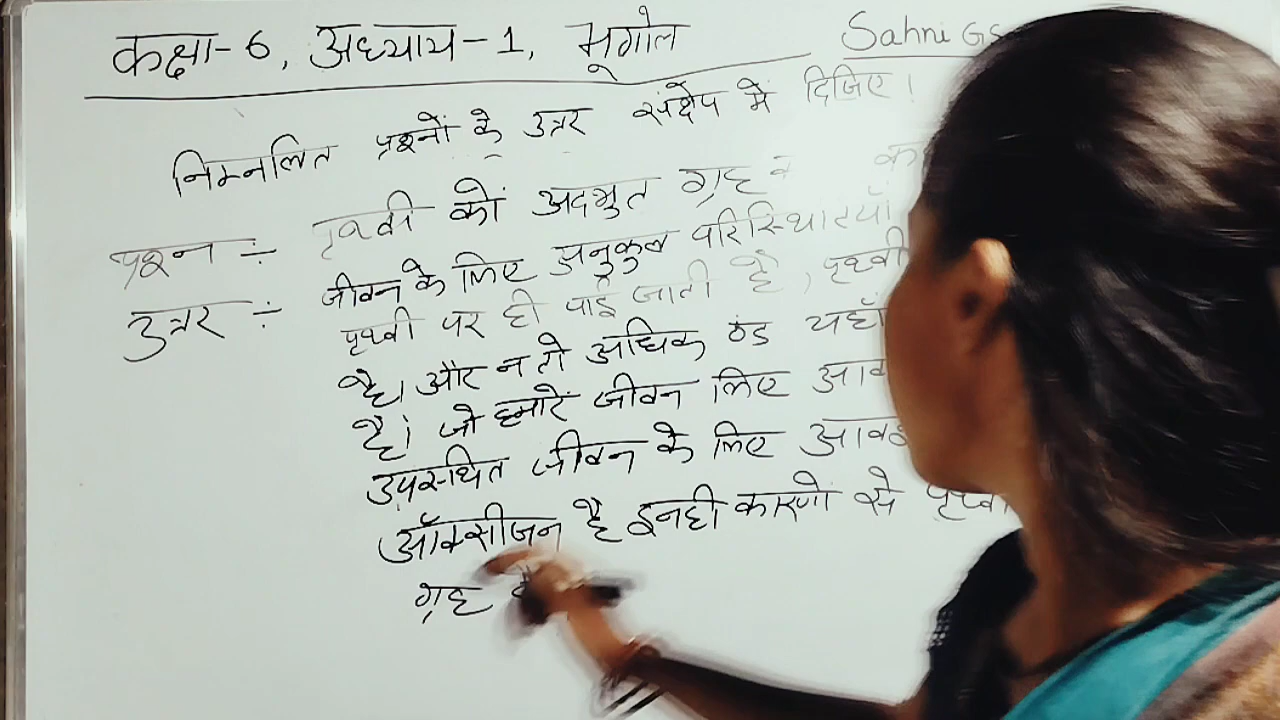 कक्षा-6, अध्याय-1, भूगोल
Sahni GS
निम्नलित प्रश्नों के उत्तर संक्षेप में दिजिए।
प्रश्न ÷ पृथ्वी कों अदभुत ग्रह
उत्तर ÷ जीवन के लिए अनुकुल परिस्थितियाँ
पृथ्वी पर ही पाई जाती है, पृथ्वी
है। और न तो अधिक ठंड यहाँ
है। जो हमारे जीवन लिए
उपस्थित जीवन के लिए
ऑक्सीजन है इनही कारणो से पृथ्वी
ग्रह